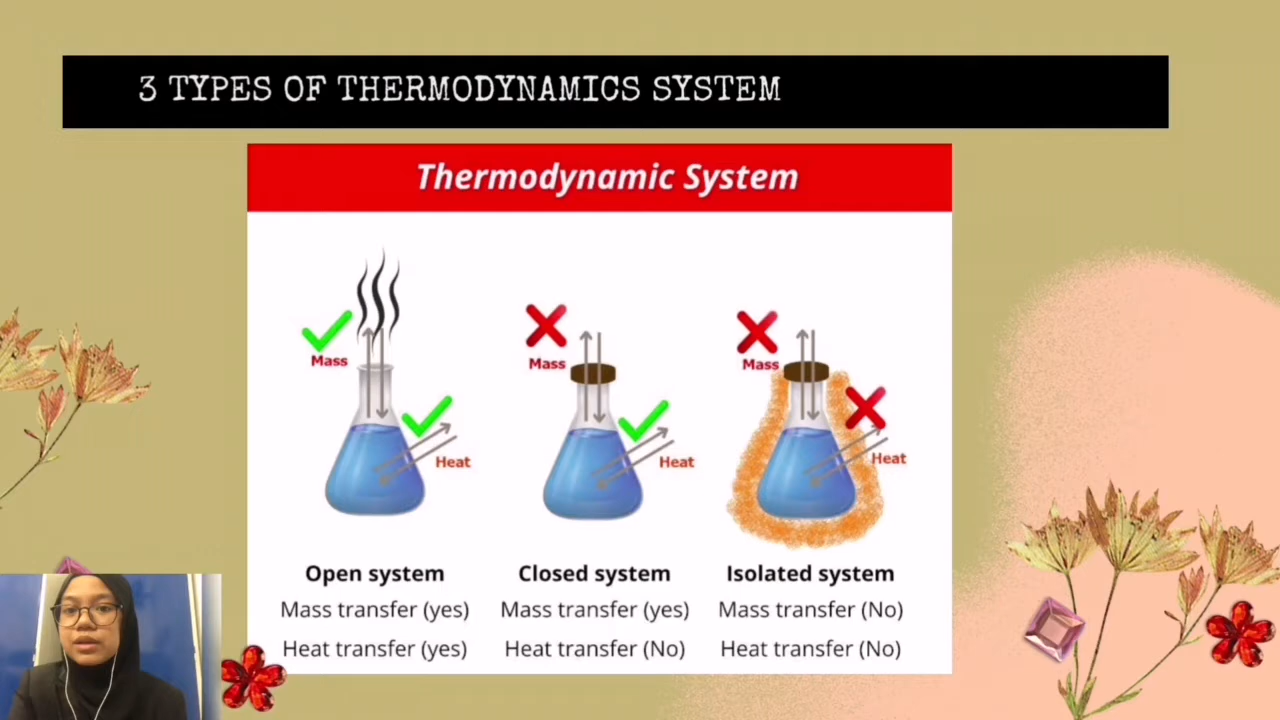 3 TYPES OF THERMODYNAMICS SYSTEM
Thermodynamic System
Mass
Heat
Mass
Heat
Mass
Heat
Open system
Mass transfer (yes)
Heat transfer (yes)
Closed system
Mass transfer (yes)
Heat transfer (No)
Isolated system
Mass transfer (No)
Heat transfer (No)